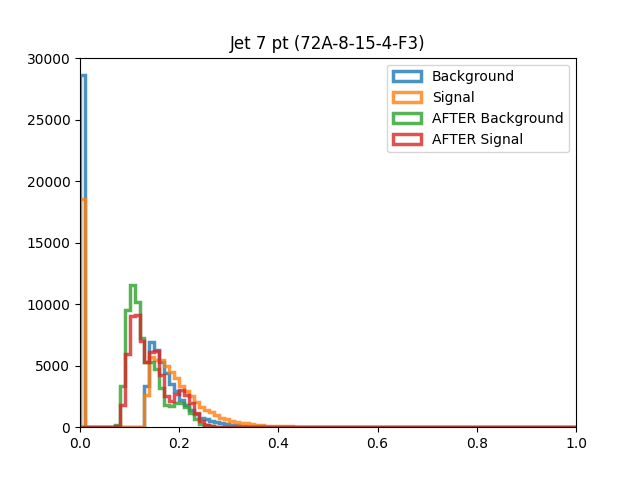 Jet 7 pt (72A-8-15-4-F3)
30000
25000
20000
15000
10000
5000
0
Background
Signal
AFTER Background
AFTER Signal
0.0 0.2 0.4 0.6 0.8 1.0